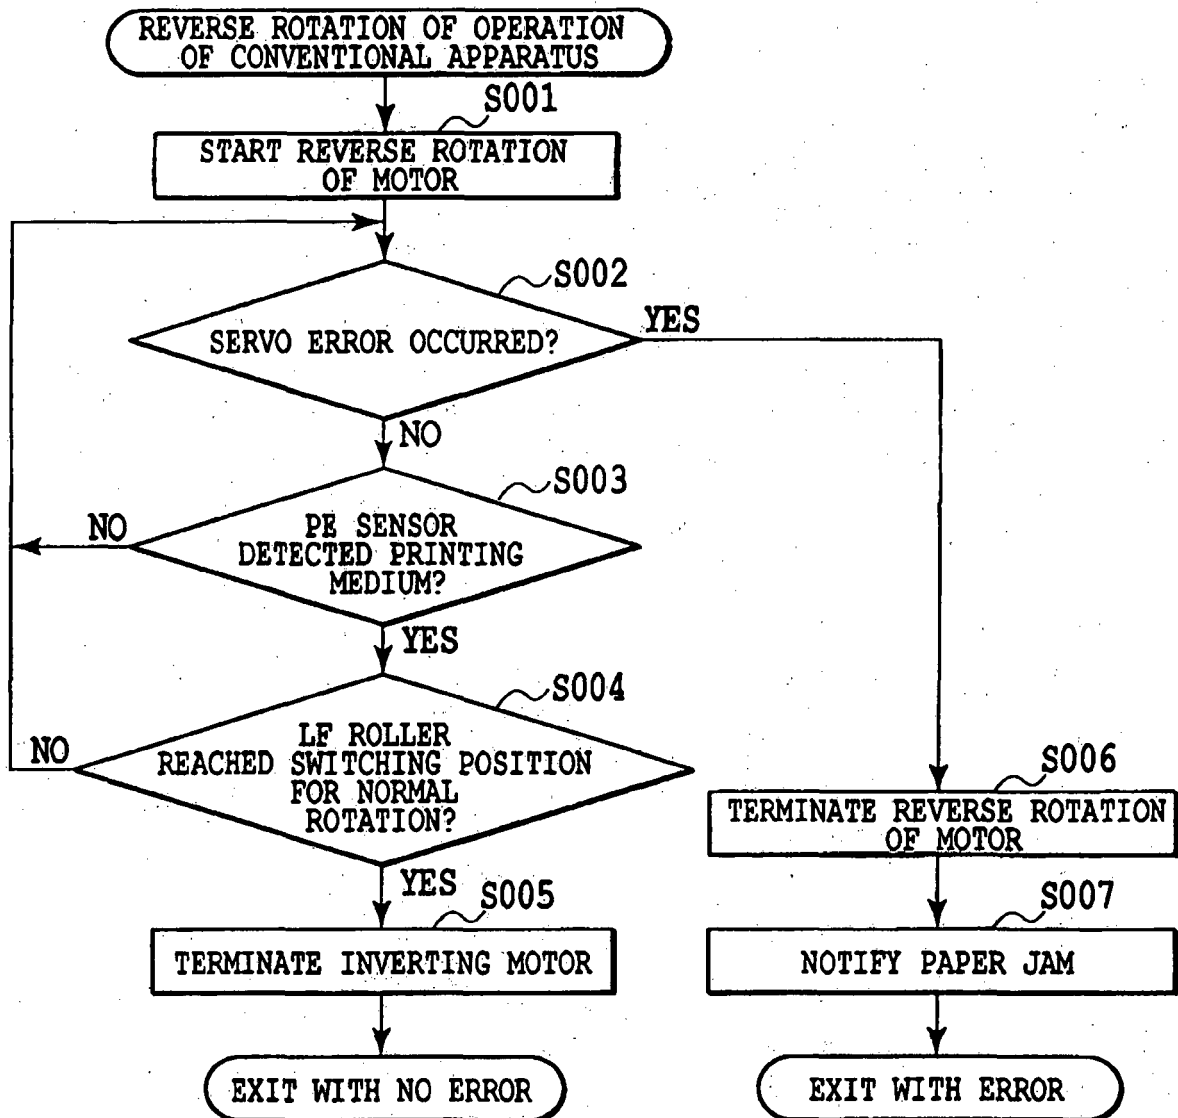 REVERSE ROTATION OF OPERATION
OF CONVENTIONAL APPARATUS
S001
START REVERSE ROTATION
OF MOTOR
S002
SERVO ERROR OCCURRED?
YES
NO
S003
PE SENSOR
DETECTED PRINTING
MEDIUM?
NO
YES
S004
LF ROLLER
REACHED SWITCHING POSITION
FOR NORMAL
ROTATION?
NO
YES
S005
TERMINATE INVERTING MOTOR
EXIT WITH NO ERROR
S006
TERMINATE REVERSE ROTATION
OF MOTOR
S007
NOTIFY PAPER JAM
EXIT WITH ERROR